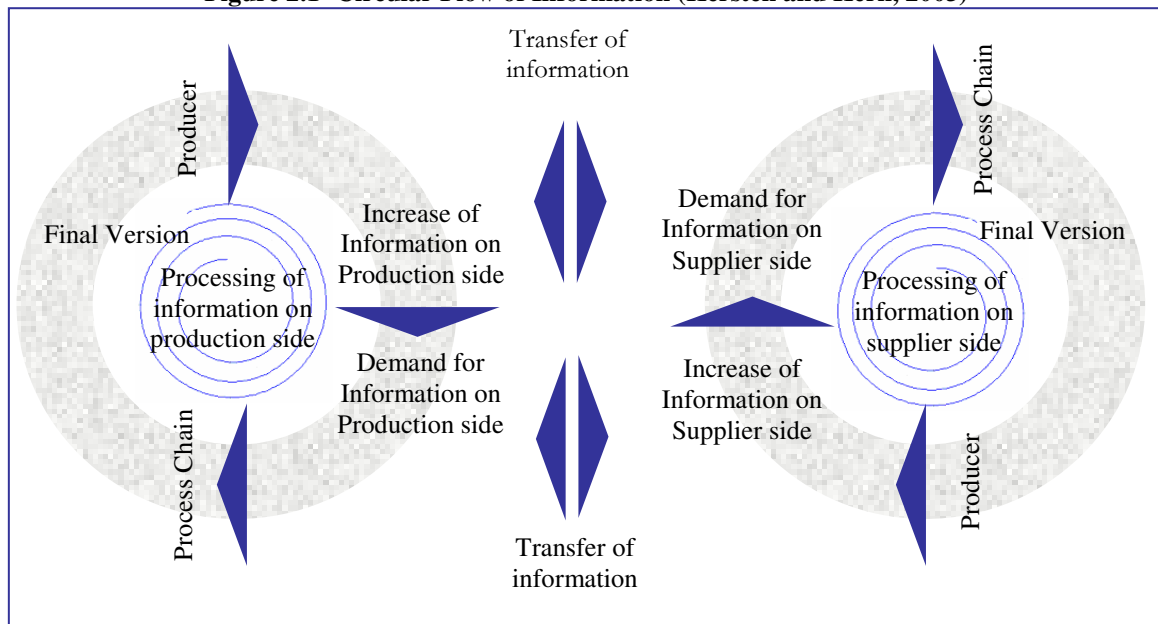 Transfer of
information
Producer
Process Chain
Final Version
Increase of
Information on
Production side
Demand for
Information on
Supplier side
Final Version
Processing of
information on
production side
Processing of
information on
supplier side
Demand for
Information on
Production side
Increase of
Information on
Supplier side
Process Chain
Producer
Transfer of
information